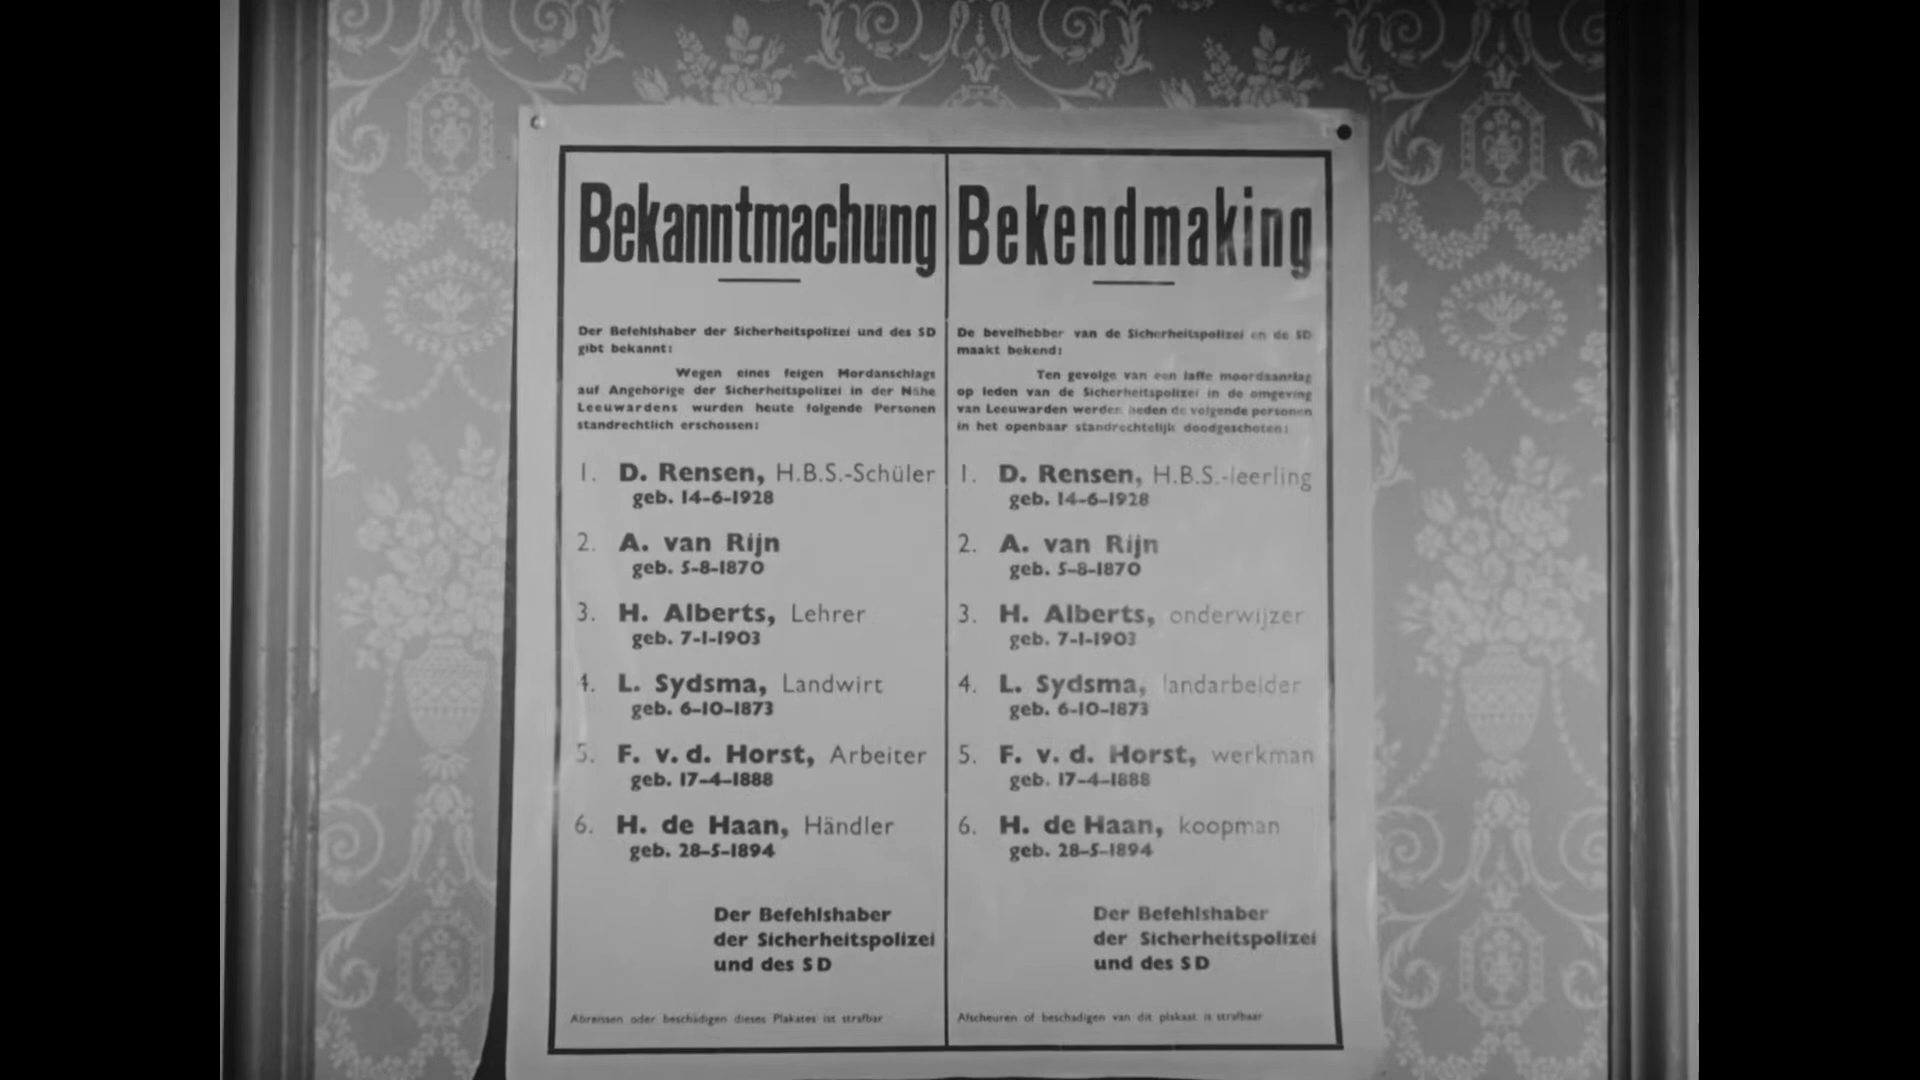 Bekanntmachung
Der Befehlshaber der Sicherheitspolizei und des SD
gibt bekannt:
Wegen eines feigen Mordanschlags
auf Angehörige der Sicherheitspolizei in der Nähe
Leeuwardens wurden heute folgende Personen
standrechtlich erschossen:
1. D. Rensen, H.B.S.-Schüler
geb. 14-6-1928
2. A. van Rijn
geb. 5-8-1870
3. H. Alberts, Lehrer
geb. 7-1-1903
4. L. Sydsma, Landwirt
geb. 6-10-1873
5. F. v. d. Horst, Arbeiter
geb. 17-4-1888
6. H. de Haan, Händler
geb. 28-5-1894
Der Befehlshaber
der Sicherheitspolizei
und des SD
Abreissen oder beschädigen dieses Plakates ist strafbar
Bekendmaking
De bevelhebber van de Sicherheitspolizei en de SD
maakt bekend:
Ten gevolge van een laffe moordaanslag
op leden van de Sicherheitspolizei in de omgeving
van Leeuwarden werden heden de volgende personen
in het openbaar standrechtelijk doodgeschoten:
1. D. Rensen, H.B.S.-leerling
geb. 14-6-1928
2. A. van Rijn
geb. 5-8-1870
3. H. Alberts, onderwijzer
geb. 7-1-1903
4. L. Sydsma, landarbeider
geb. 6-10-1873
5. F. v. d. Horst, werkman
geb. 17-4-1888
6. H. de Haan, koopman
geb. 28-5-1894
Der Befehlshaber
der Sicherheitspolizei
und des SD
Afscheuren of beschadigen van dit plakaat is strafbaar